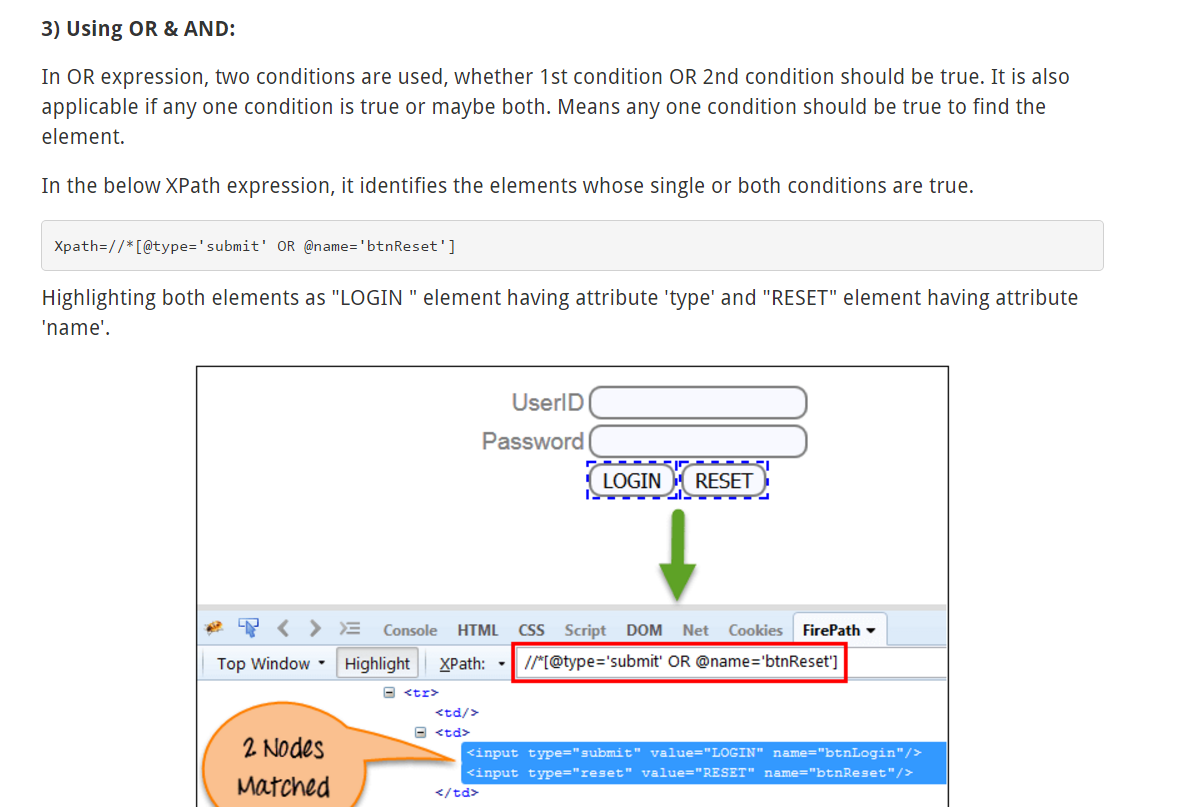 3) Using OR & AND:
In OR expression, two conditions are used, whether 1st condition OR 2nd condition should be true. It is also
applicable if any one condition is true or maybe both. Means any one condition should be true to find the
element.
In the below XPath expression, it identifies the elements whose single or both conditions are true.
Xpath=//*[@type='submit' OR @name='btnReset']
Highlighting both elements as "LOGIN " element having attribute 'type' and "RESET" element having attribute
'name'.
UserID
Password
LOGIN RESET
Console HTML CSS Script DOM Net Cookies FirePath
Top Window Highlight XPath: //*[@type='submit' OR @name='btnReset']
<tr>
<td/>
<td>
<input type="submit" value="LOGIN" name="btnLogin"/>
<input type="reset" value="RESET" name="btnReset"/>
</td>
2 Nodes
Matched